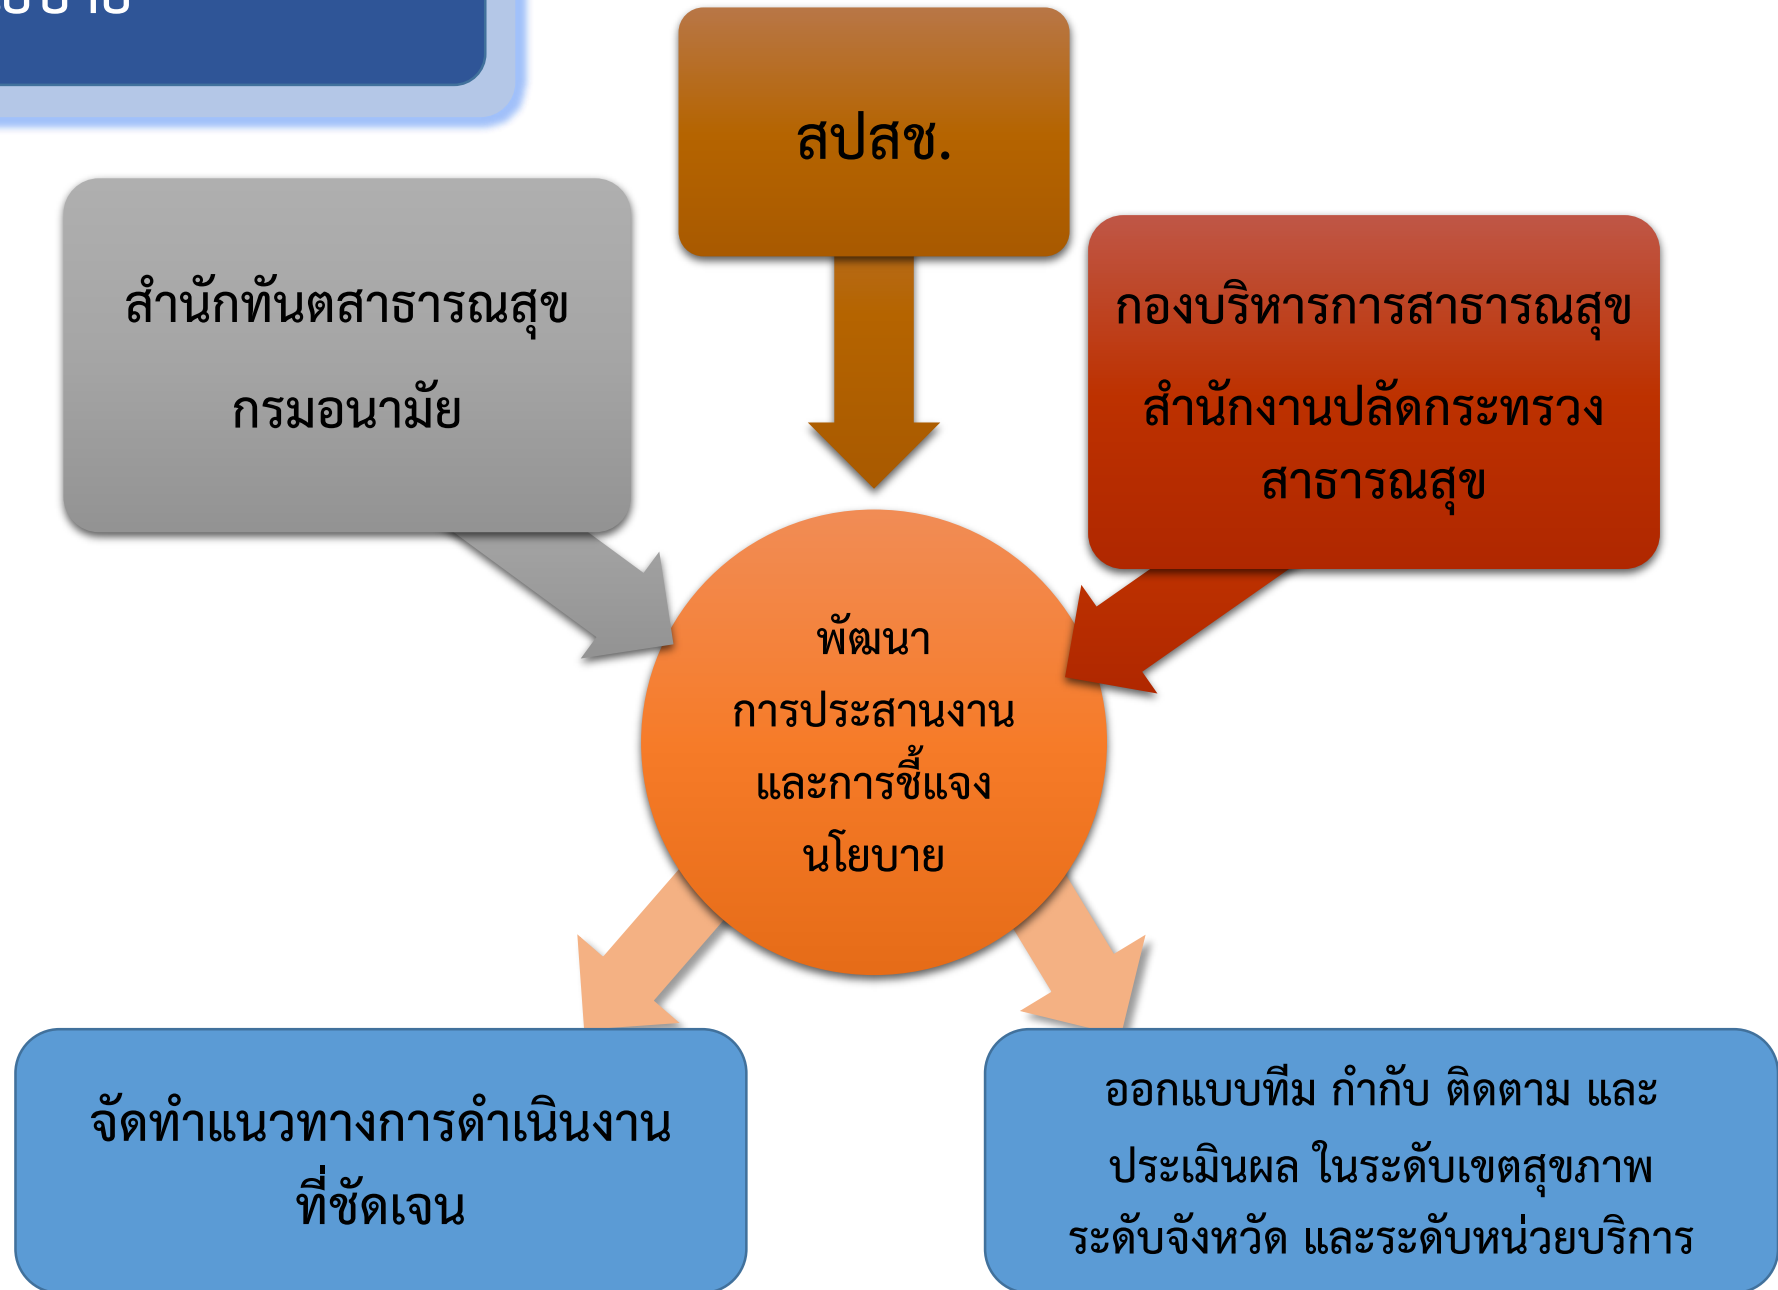 สปสช.
สำนักทันตสาธารณสุข
กรมอนามัย
กองบริหารการสาธารณสุข
สำนักงานปลัดกระทรวง
สาธารณสุข
พัฒนา
การประสานงาน
และการชี้แจง
นโยบาย
จัดทำแนวทางการดำเนินงาน
ที่ชัดเจน
ออกแบบทีม กำกับ ติดตาม และ
ประเมินผล ในระดับเขตสุขภาพ
ระดับจังหวัด และระดับหน่วยบริการ